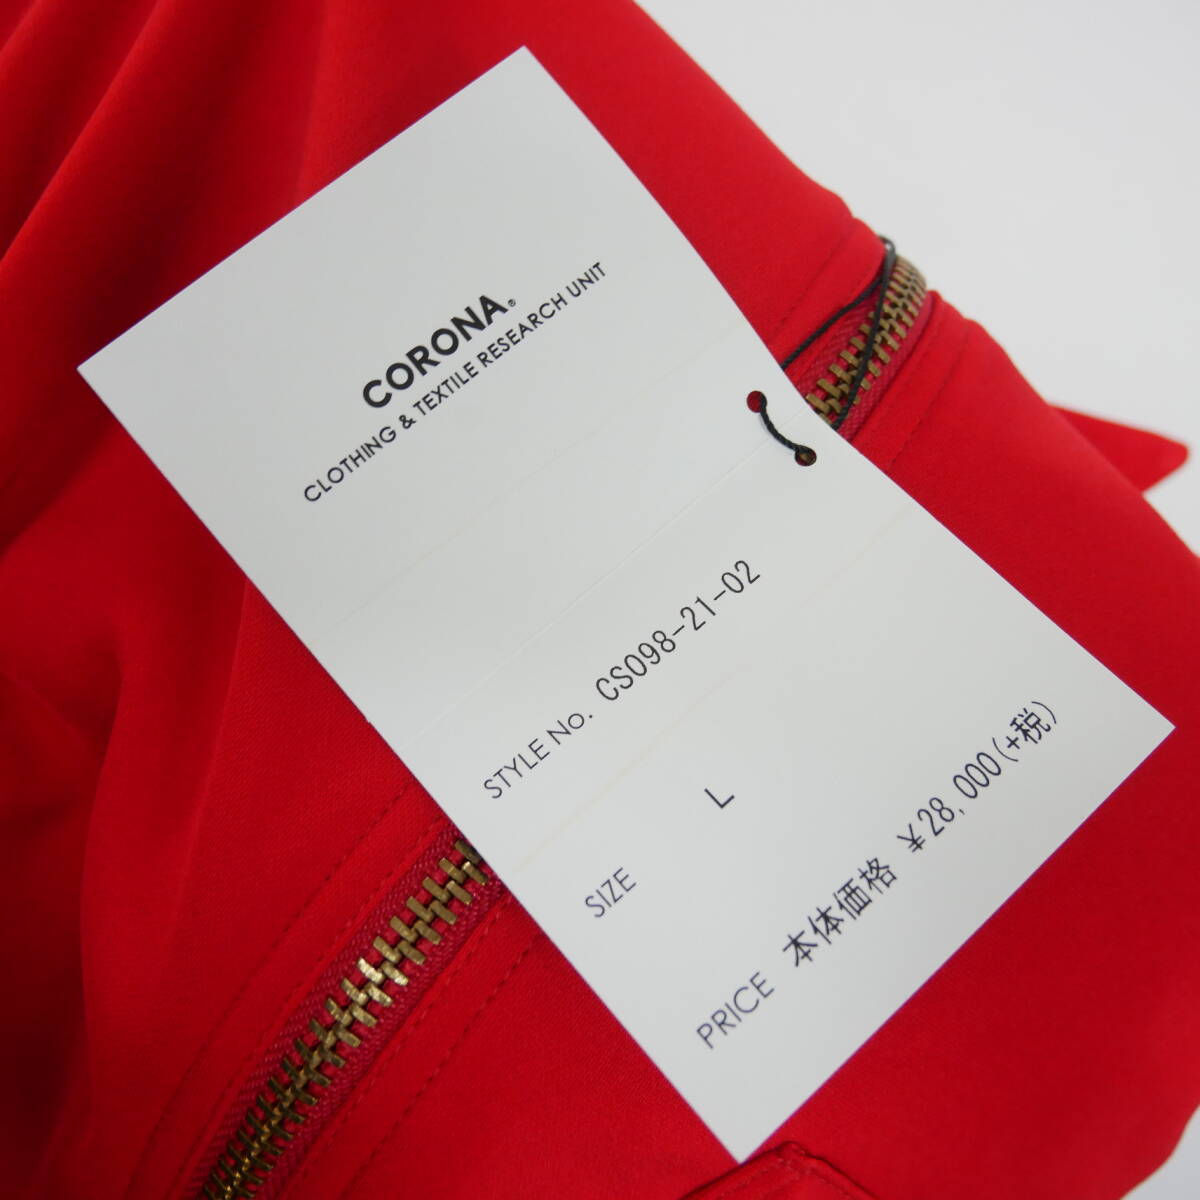 CORONA®
CLOTHING & TEXTILE RESEARCH UNIT
STYLE No. CS098-21-02
SIZE L
PRICE 本体価格 ¥28,000(+税)